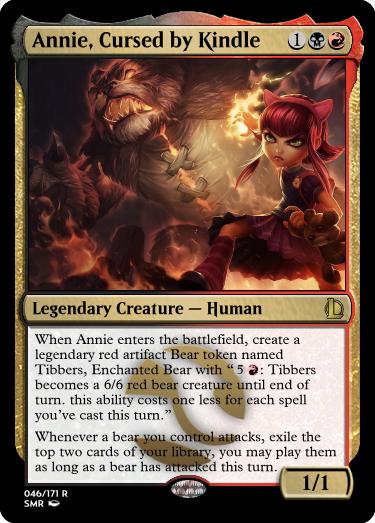 Annie, Cursed by Kindle 1
Legendary Creature — Human
When Annie enters the battlefield, create a
legendary red artifact Bear token named
Tibbers, Enchanted Bear with “ 5 : Tibbers
becomes a 6/6 red bear creature until end of
turn. this ability costs one less for each spell
you’ve cast this turn.”
Whenever a bear you control attacks, exile the
top two cards of your library, you may play them
as long as a bear has attacked this turn.
1/1
046/171 R
SMR